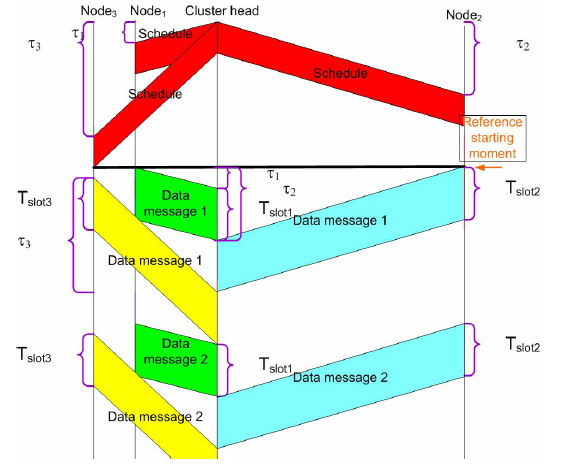 Node3 Node1 Cluster head
Node2
τ3
τ1
Schedule
τ2
Schedule
Schedule
Reference
starting
moment
τ1
τ2
Tslot3
Data
message 1
Tslot1
Data message 1
Tslot2
τ3
Data message 1
Tslot3
Data
message 2
Tslot1
Data message 2
Tslot2
Data message 2